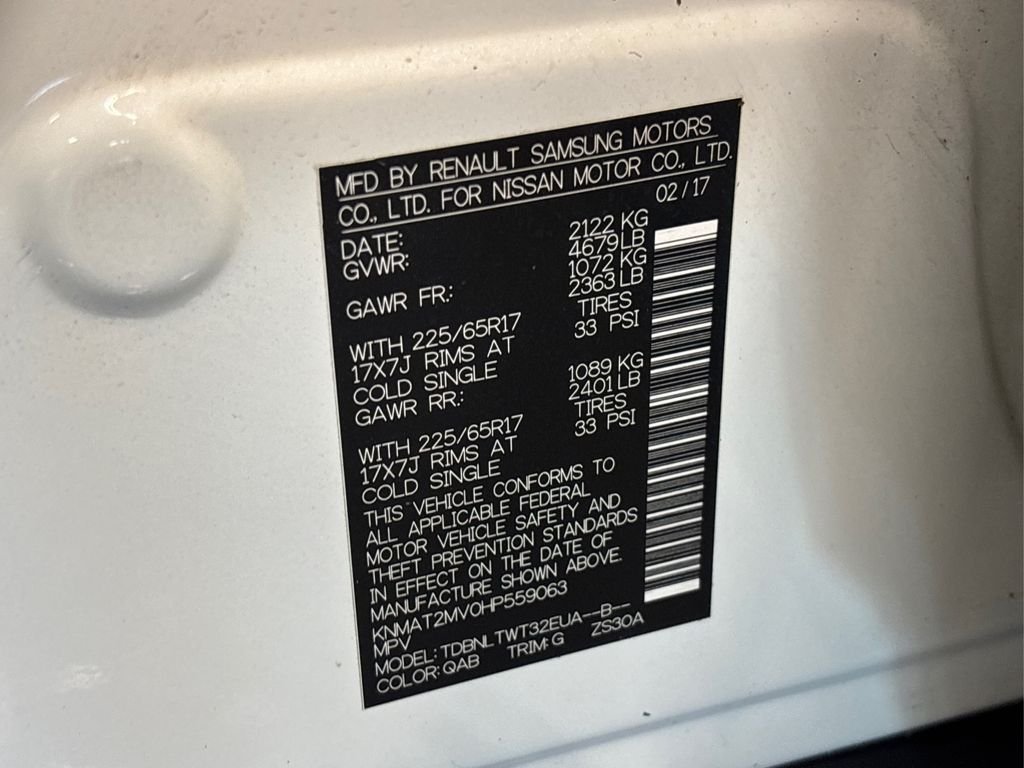 MFD BY RENAULT SAMSUNG MOTORS
CO., LTD. FOR NISSAN MOTOR CO., LTD.
DATE: 02/17
GVWR: 2122 KG
4679 LB
GAWR FR.: 1072 KG
2363 LB
WITH 225/65R17 TIRES
17X7J RIMS AT 33 PSI
COLD SINGLE
GAWR RR.: 1089 KG
2401 LB
WITH 225/65R17 TIRES
17X7J RIMS AT 33 PSI
COLD SINGLE
THIS VEHICLE CONFORMS TO
ALL APPLICABLE FEDERAL
MOTOR VEHICLE SAFETY AND
THEFT PREVENTION STANDARDS
IN EFFECT ON THE DATE OF
MANUFACTURE SHOWN ABOVE.
KNMAT2MV0HP559063
MPV
MODEL: TDBNLTWT32EUA--B--
COLOR: QAB TRIM: G ZS30A